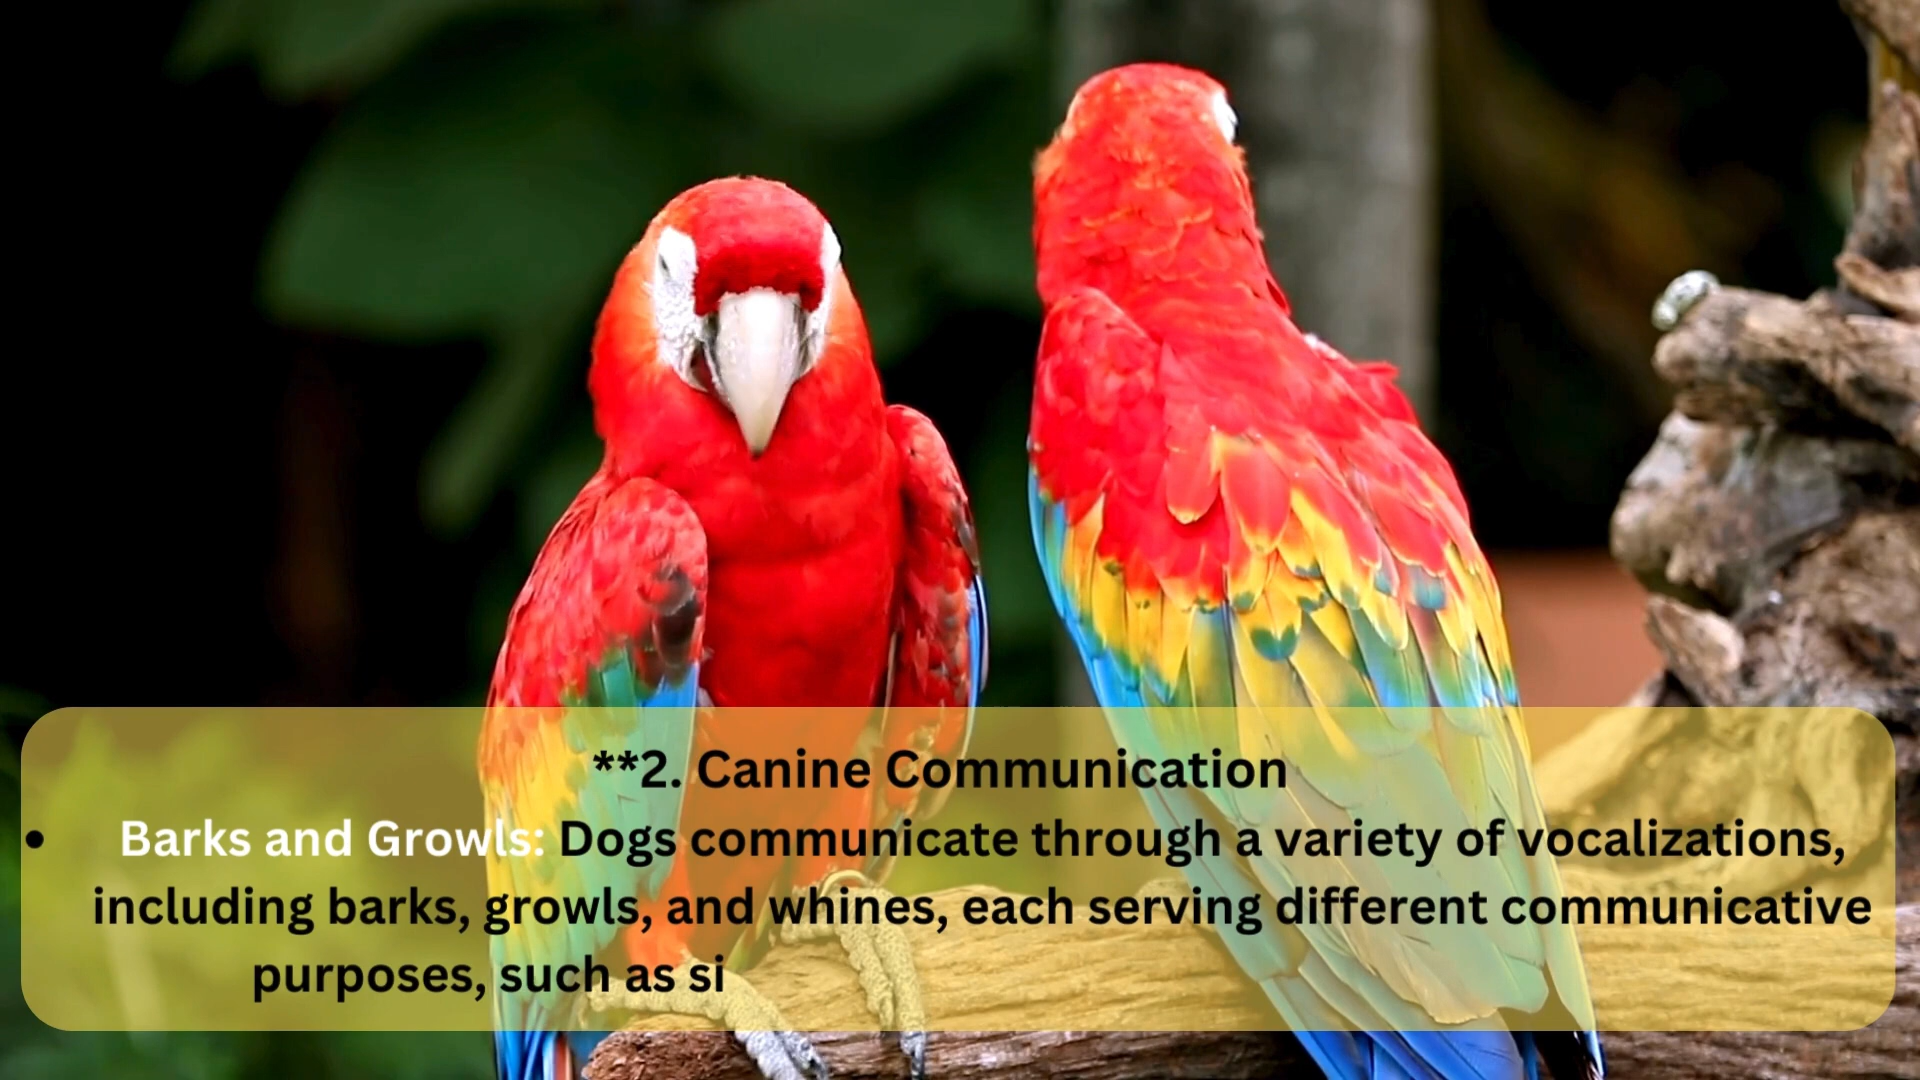 **2. Canine Communication
• Barks and Growls: Dogs communicate through a variety of vocalizations,
including barks, growls, and whines, each serving different communicative
purposes, such as si